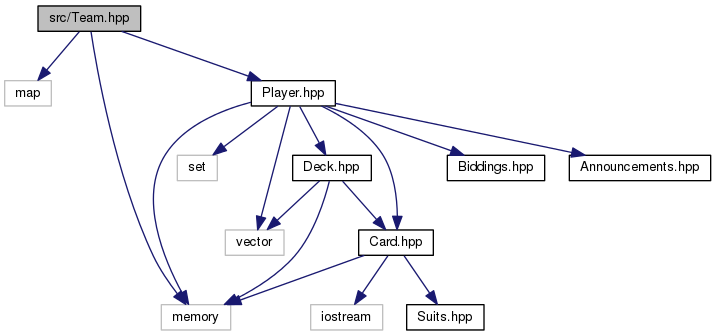 src/Team.hpp
map
Player.hpp
set
Deck.hpp
Biddings.hpp
Announcements.hpp
vector
Card.hpp
memory
iostream
Suits.hpp